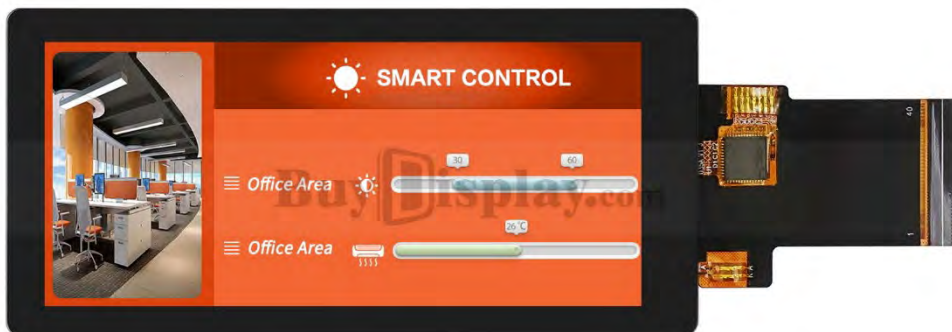 SMART CONTROL
30 60
Office Area
BuyDisplay.com
26℃
Office Area
40
1